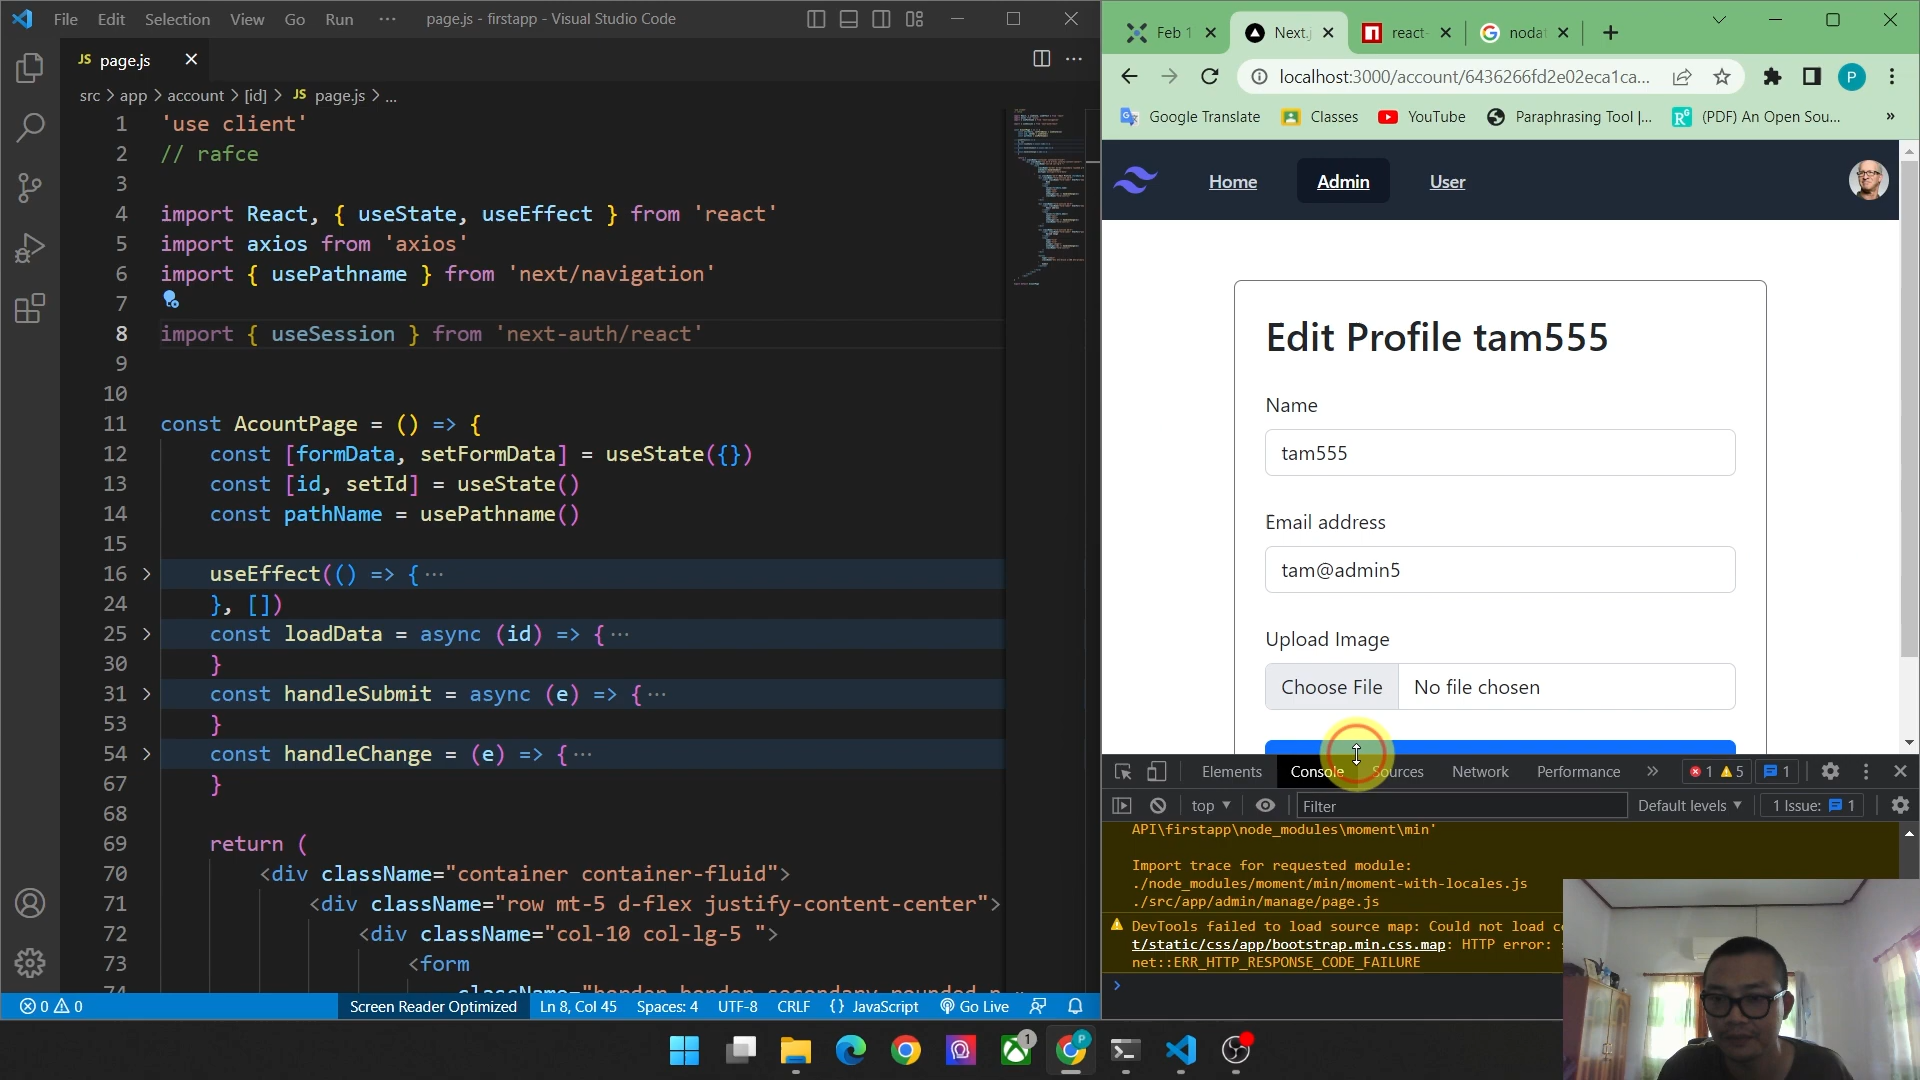 File Edit Selection View Go Run ··· page.js - firstapp - Visual Studio Code
JS page.js
src > app > account > [id] > JS page.js > ...
1 'use client'
2 // rafce
3
4 import React, { useState, useEffect } from 'react'
5 import axios from 'axios'
6 import { usePathname } from 'next/navigation'
7
8 import { useSession } from 'next-auth/react'
9
10
11 const AcountPage = () => {
12 const [formData, setFormData] = useState({})
13 const [id, setId] = useState()
14 const pathName = usePathname()
15
16 useEffect(() => {···
24 }, [])
25 const loadData = async (id) => {···
30 }
31 const handleSubmit = async (e) => {···
53 }
54 const handleChange = (e) => {···
67 }
68
69 return (
70 <div className="container container-fluid">
71 <div className="row mt-5 d-flex justify-content-center">
72 <div className="col-10 col-lg-5 ">
73 <form
0 0 Screen Reader Optimized Ln 8, Col 45 Spaces: 4 UTF-8 CRLF {} JavaScript Go Live
Feb 1 Next.j react- nodat
localhost:3000/account/6436266fd2e02eca1ca... P
Google Translate Classes YouTube Paraphrasing Tool |... (PDF) An Open Sou... »
Home Admin User
Edit Profile tam555
Name
tam555
Email address
tam@admin5
Upload Image
Choose File No file chosen
Elements Console Sources Network Performance » 1 5 1
top Filter Default levels 1 Issue: 1
API\firstapp\node_modules\moment\min'
Import trace for requested module:
./node_modules/moment/min/moment-with-locales.js
./src/app/admin/manage/page.js
DevTools failed to load source map: Could not load
t/static/css/app/bootstrap.min.css.map: HTTP error:
net::ERR_HTTP_RESPONSE_CODE_FAILURE
1 P